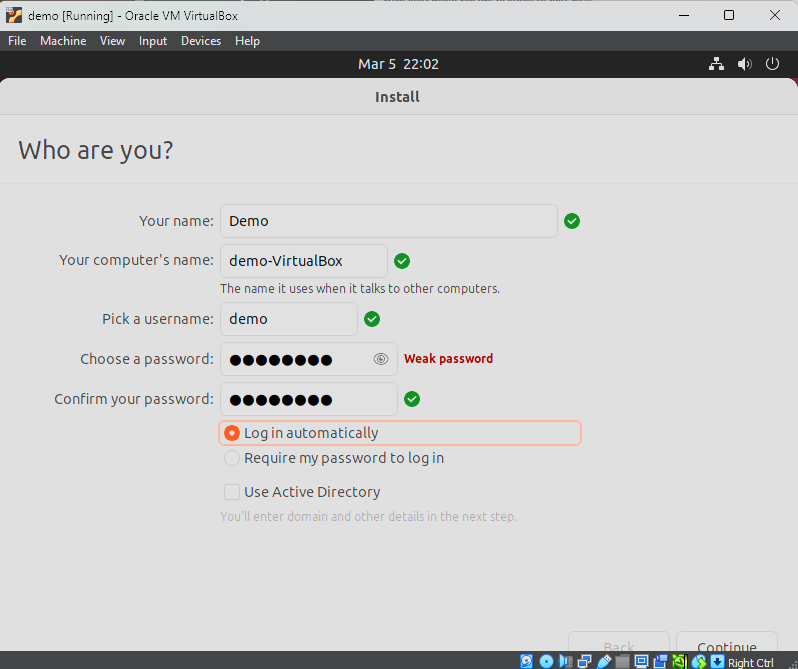 demo [Running] - Oracle VM VirtualBox
File Machine View Input Devices Help
Mar 5 22:02
Install
Who are you?
Your name: Demo
Your computer's name: demo-VirtualBox
The name it uses when it talks to other computers.
Pick a username: demo
Choose a password: ●●●●●●●● Weak password
Confirm your password: ●●●●●●●●
Log in automatically
Require my password to log in
Use Active Directory
You'll enter domain and other details in the next step.
Back Continue
Right Ctrl